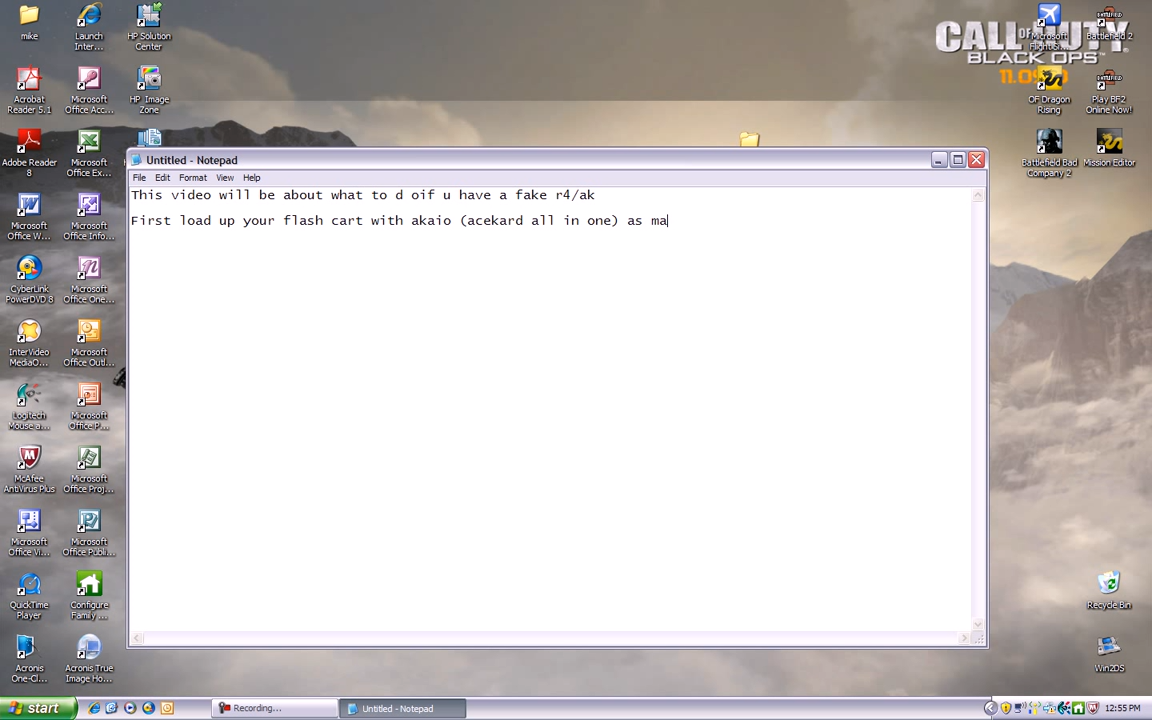 mike
Launch
Inter...
HP Solution
Center
CALL OF DUTY
BLACK OPS
Microsoft
Battlefield 2
Acrobat
Reader 5.1
Microsoft
Office Acc...
HP Image
Zone
OF Dragon
Rising
Play BF2
Online Now!
Adobe Reader
8
Microsoft
Office Ex...
Battlefield Bad
Company 2
Mission Editor
Untitled - Notepad
File Edit Format View Help
This video will be about what to d oif u have a fake r4/ak
First load up your flash cart with akaio (acekard all in one) as ma
Microsoft
Office W...
Microsoft
Office Info...
CyberLink
PowerDVD 8
Microsoft
Office One...
InterVideo
MediaO...
Microsoft
Office Outl...
Logitech
Mouse a...
Microsoft
Office P...
McAfee
AntiVirus Plus
Microsoft
Office Proj...
Microsoft
Office Vi...
Microsoft
Office Publi...
QuickTime
Player
Configure
Family ...
Recycle Bin
Acronis
One-Cl...
Acronis True
Image Ho...
Win2DS
start
Recording...
Untitled - Notepad
12:55 PM